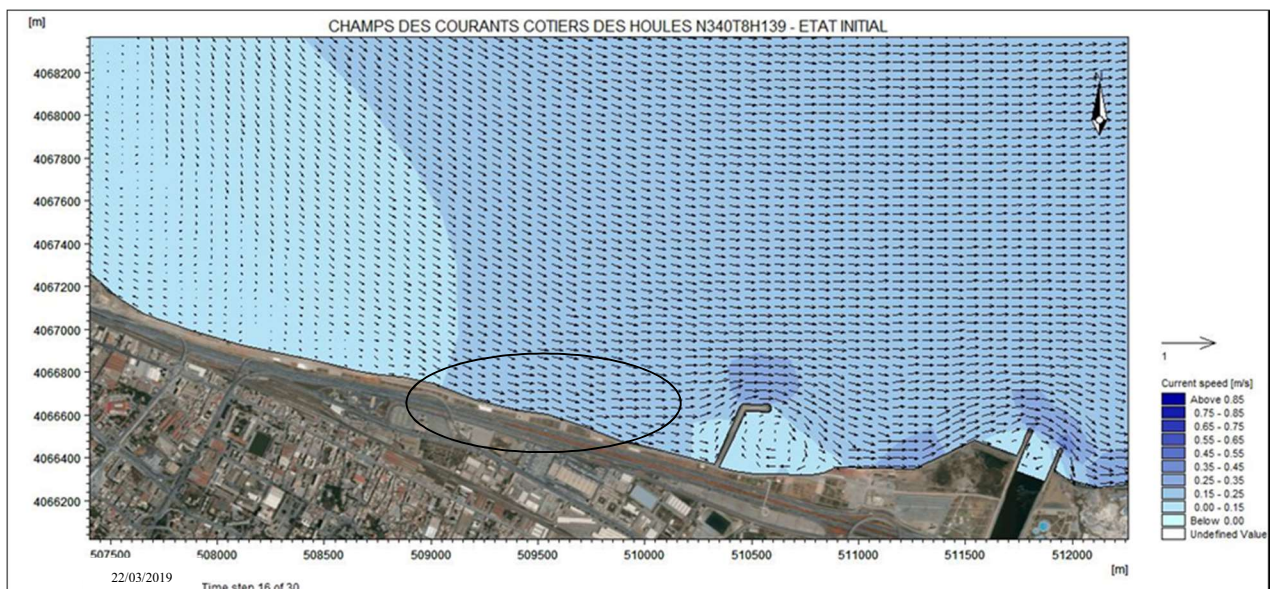 [m]
CHAMPS DES COURANTS COTIERS DES HOULES N340T8H139 - ETAT INITIAL
4068200
4068000
4067800
4067600
4067400
4067200
4067000
4066800
4066600
4066400
4066200
N
1
Current speed [m/s]
Above 0.85
0.75 - 0.85
0.65 - 0.75
0.55 - 0.65
0.45 - 0.55
0.35 - 0.45
0.25 - 0.35
0.15 - 0.25
0.00 - 0.15
Below 0.00
Undefined Value
507500 508000 508500 509000 509500 510000 510500 511000 511500 512000
[m]
22/03/2019
Time step 16 of 30